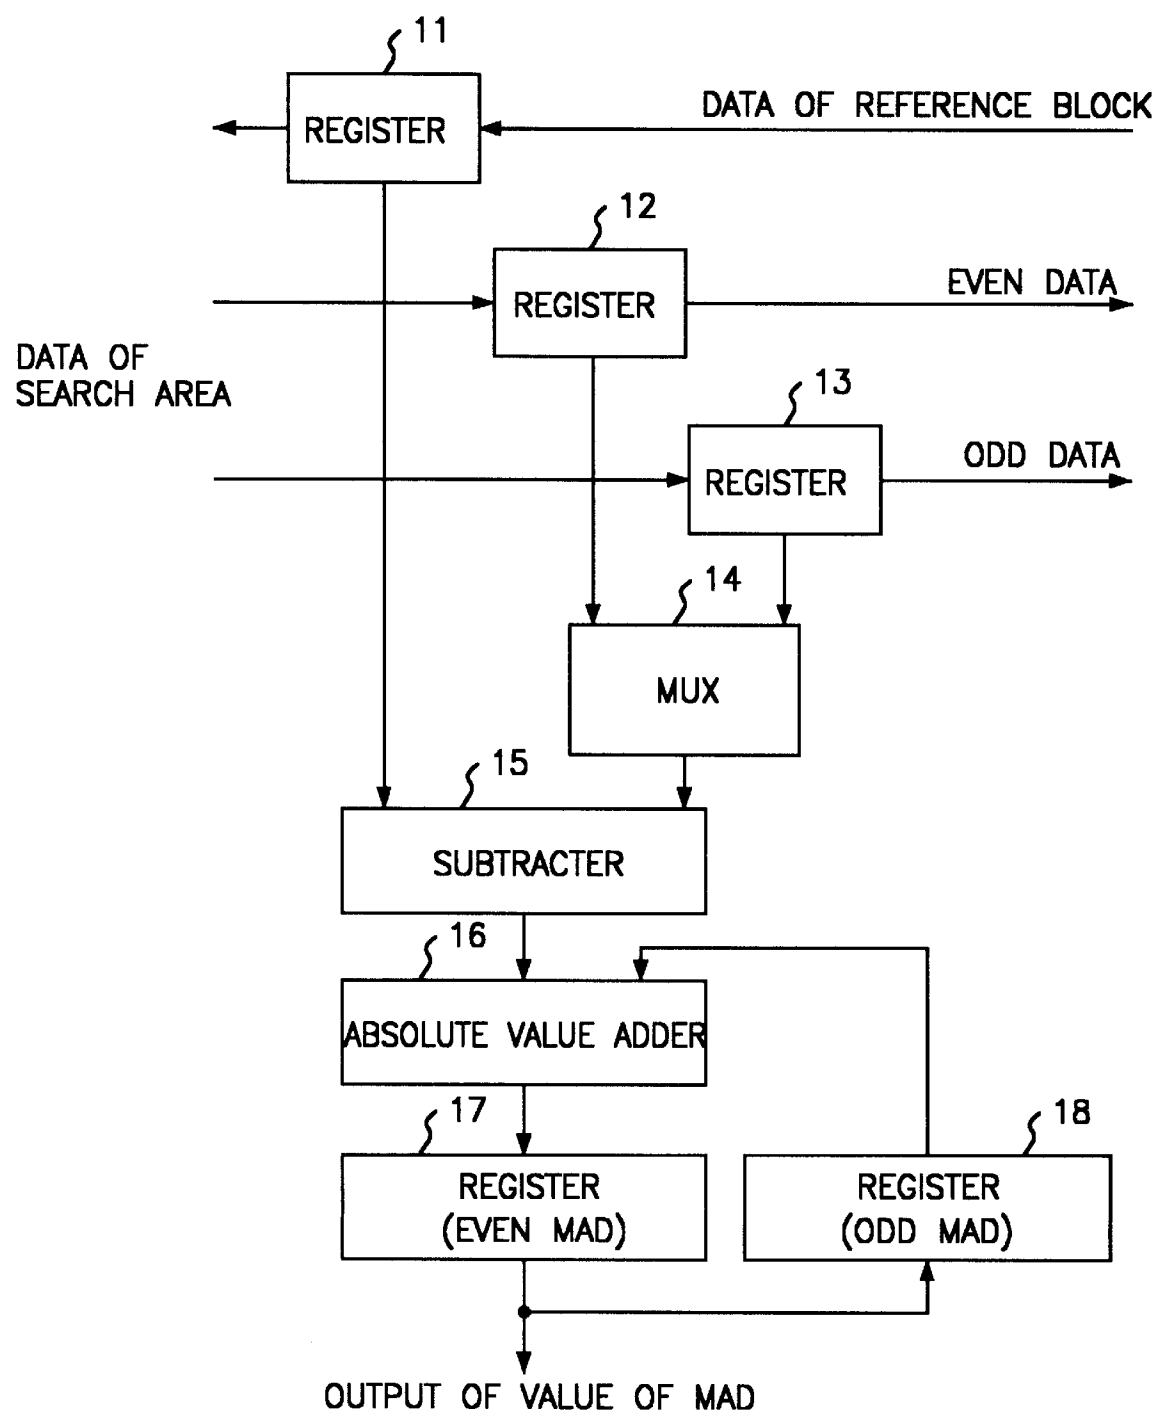 11
REGISTER
DATA OF REFERENCE BLOCK
12
REGISTER
EVEN DATA
DATA OF
SEARCH AREA
13
REGISTER
ODD DATA
14
MUX
15
SUBTRACTER
16
ABSOLUTE VALUE ADDER
17
REGISTER
(EVEN MAD)
18
REGISTER
(ODD MAD)
OUTPUT OF VALUE OF MAD